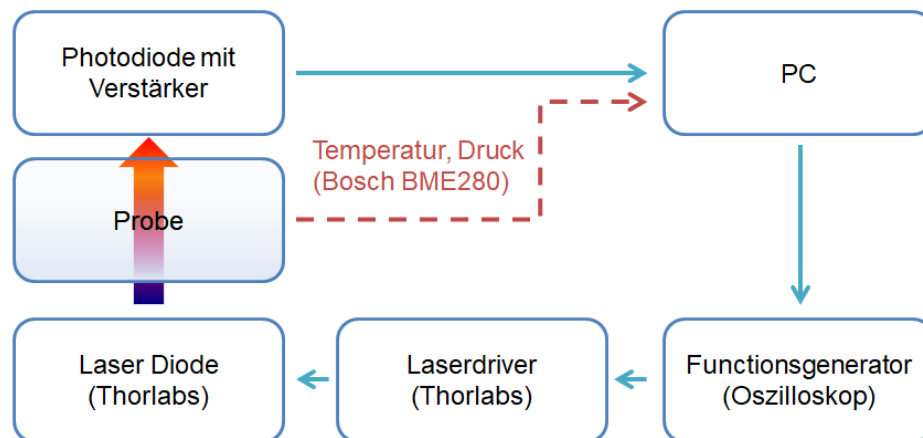 Photodiode mit
Verstärker
PC
Temperatur, Druck
(Bosch BME280)
Probe
Laser Diode
(Thorlabs)
Laserdriver
(Thorlabs)
Functionsgenerator
(Oszilloskop)